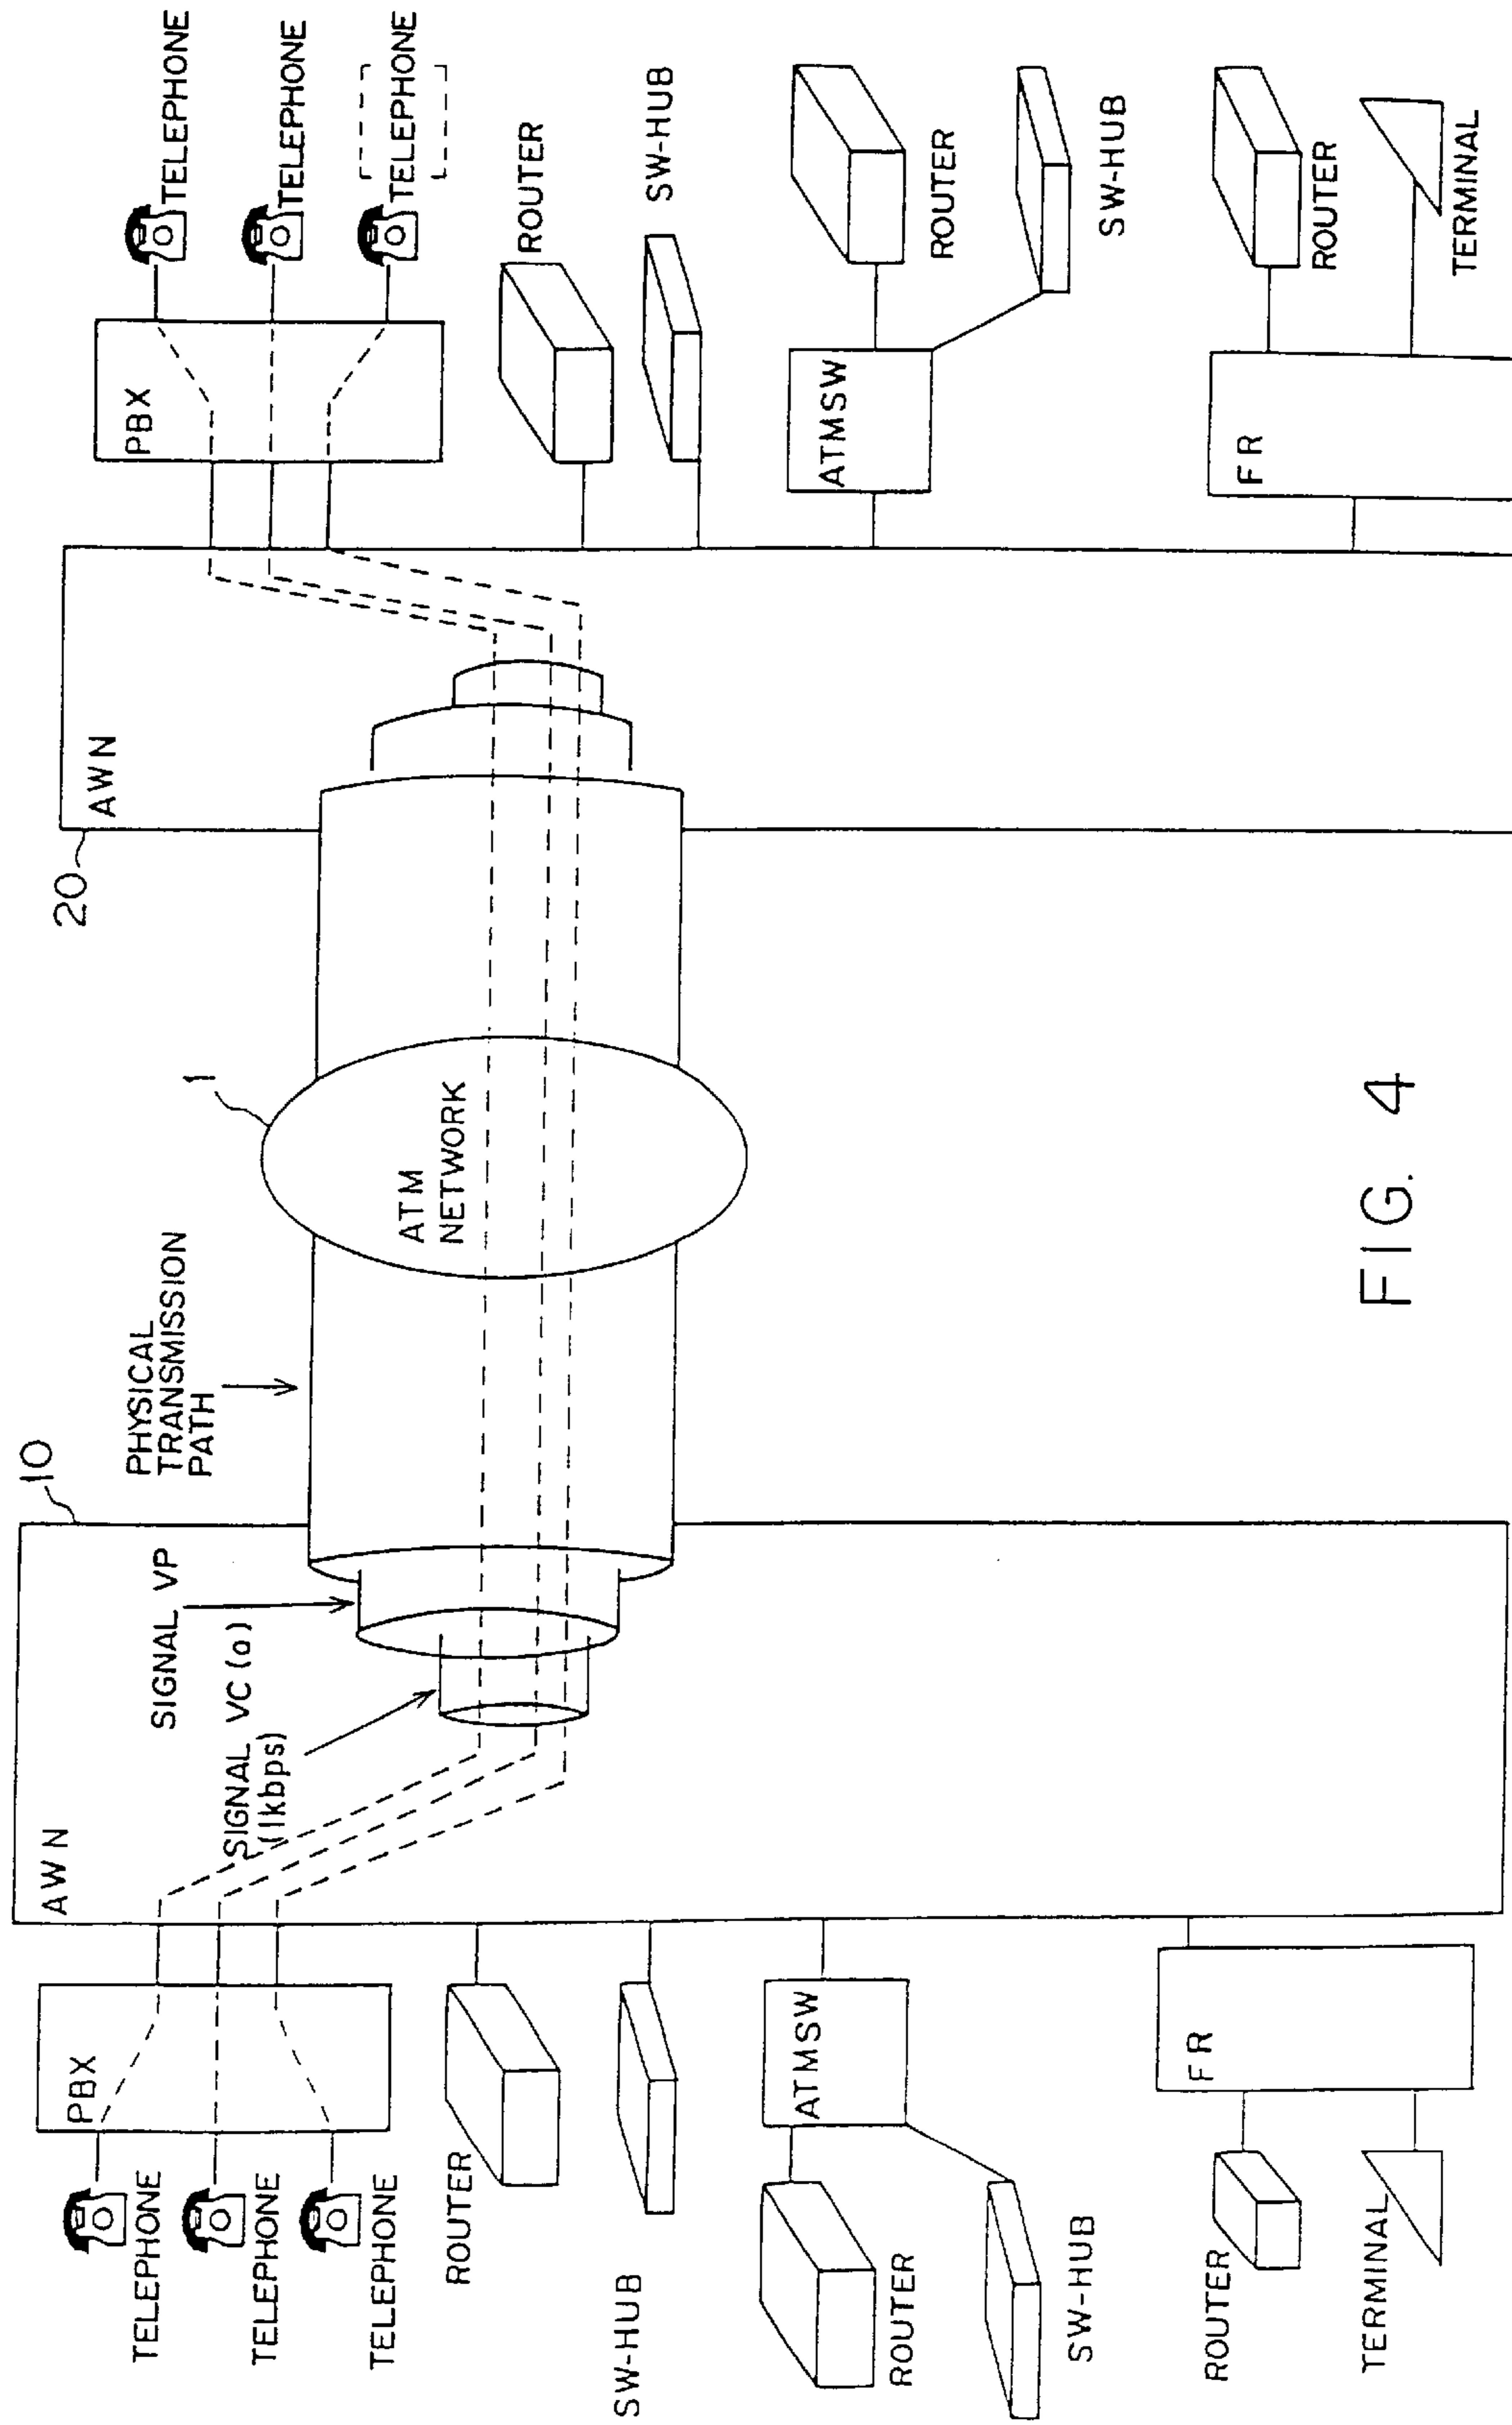 TELEPHONE
TELEPHONE
TELEPHONE
PBX
ROUTER
SW-HUB
ATMSW
ROUTER
SW-HUB
FR
ROUTER
TERMINAL
AWN
10
SIGNAL VP
SIGNAL VC (a)
(1kbps)
PHYSICAL
TRANSMISSION
PATH
1
ATM
NETWORK
20
AWN
PBX
TELEPHONE
TELEPHONE
TELEPHONE
ROUTER
SW-HUB
ATMSW
ROUTER
SW-HUB
FR
ROUTER
TERMINAL
FIG. 4